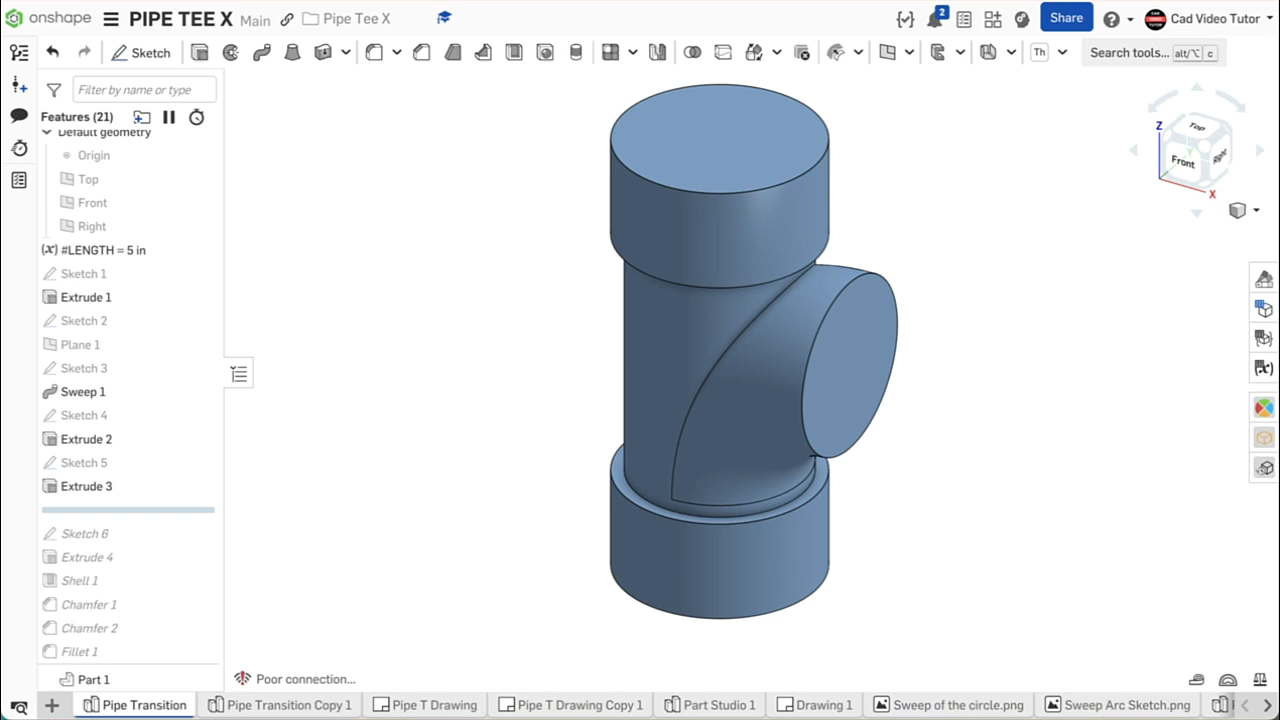 onshape PIPE TEE X Main Pipe Tee X 2 Share Cad Video Tutor
Sketch Th Search tools... alt/⌥ c
Filter by name or type
Features (21)
Default geometry
Origin
Top
Front
Right
(x) #LENGTH = 5 in
Sketch 1
Extrude 1
Sketch 2
Plane 1
Sketch 3
Sweep 1
Sketch 4
Extrude 2
Sketch 5
Extrude 3
Sketch 6
Extrude 4
Shell 1
Chamfer 1
Chamfer 2
Fillet 1
Part 1
Z Top
Front Right
Y
X
(x)
Poor connection...
Pipe Transition Pipe Transition Copy 1 Pipe T Drawing Pipe T Drawing Copy 1 Part Studio 1 Drawing 1 Sweep of the circle.png Sweep Arc Sketch.png